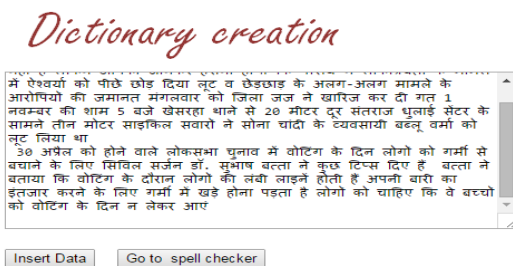 Dictionary creation
में ऐश्वर्या को पीछे छोड़ दिया लूट व छेड़छाड़ के अलग-अलग मामले के
आरोपियो की जमानत मंगलवार को जिला जज ने खारिज कर दी गत 1
नवम्बर की शाम 5 बजे खेसरहा थाने से 20 मीटर दूर संतराज धुलाई सेंटर के
सामने तीन मोटर साइकिल सवारो ने सोना चांदी के व्यवसायी बब्लू वर्मा को
लूट लिया था
30 अप्रैल को होने वाले लोकसभा चुनाव में वोटिंग के दिन लोगों को गर्मी से
बचाने के लिए सिविल सर्जन डॉ. सुभाष बत्ता ने कुछ टिप्स दिए हैं बत्ता ने
बताया कि वोटिंग के दौरान लोगों की लंबी लाइनें होती हैं अपनी बारी का
इंतजार करने के लिए गर्मी में खड़े होना पड़ता है लोगों को चाहिए कि वे बच्चों
को वोटिंग के दिन न लेकर आएं
Insert Data Go to spell checker